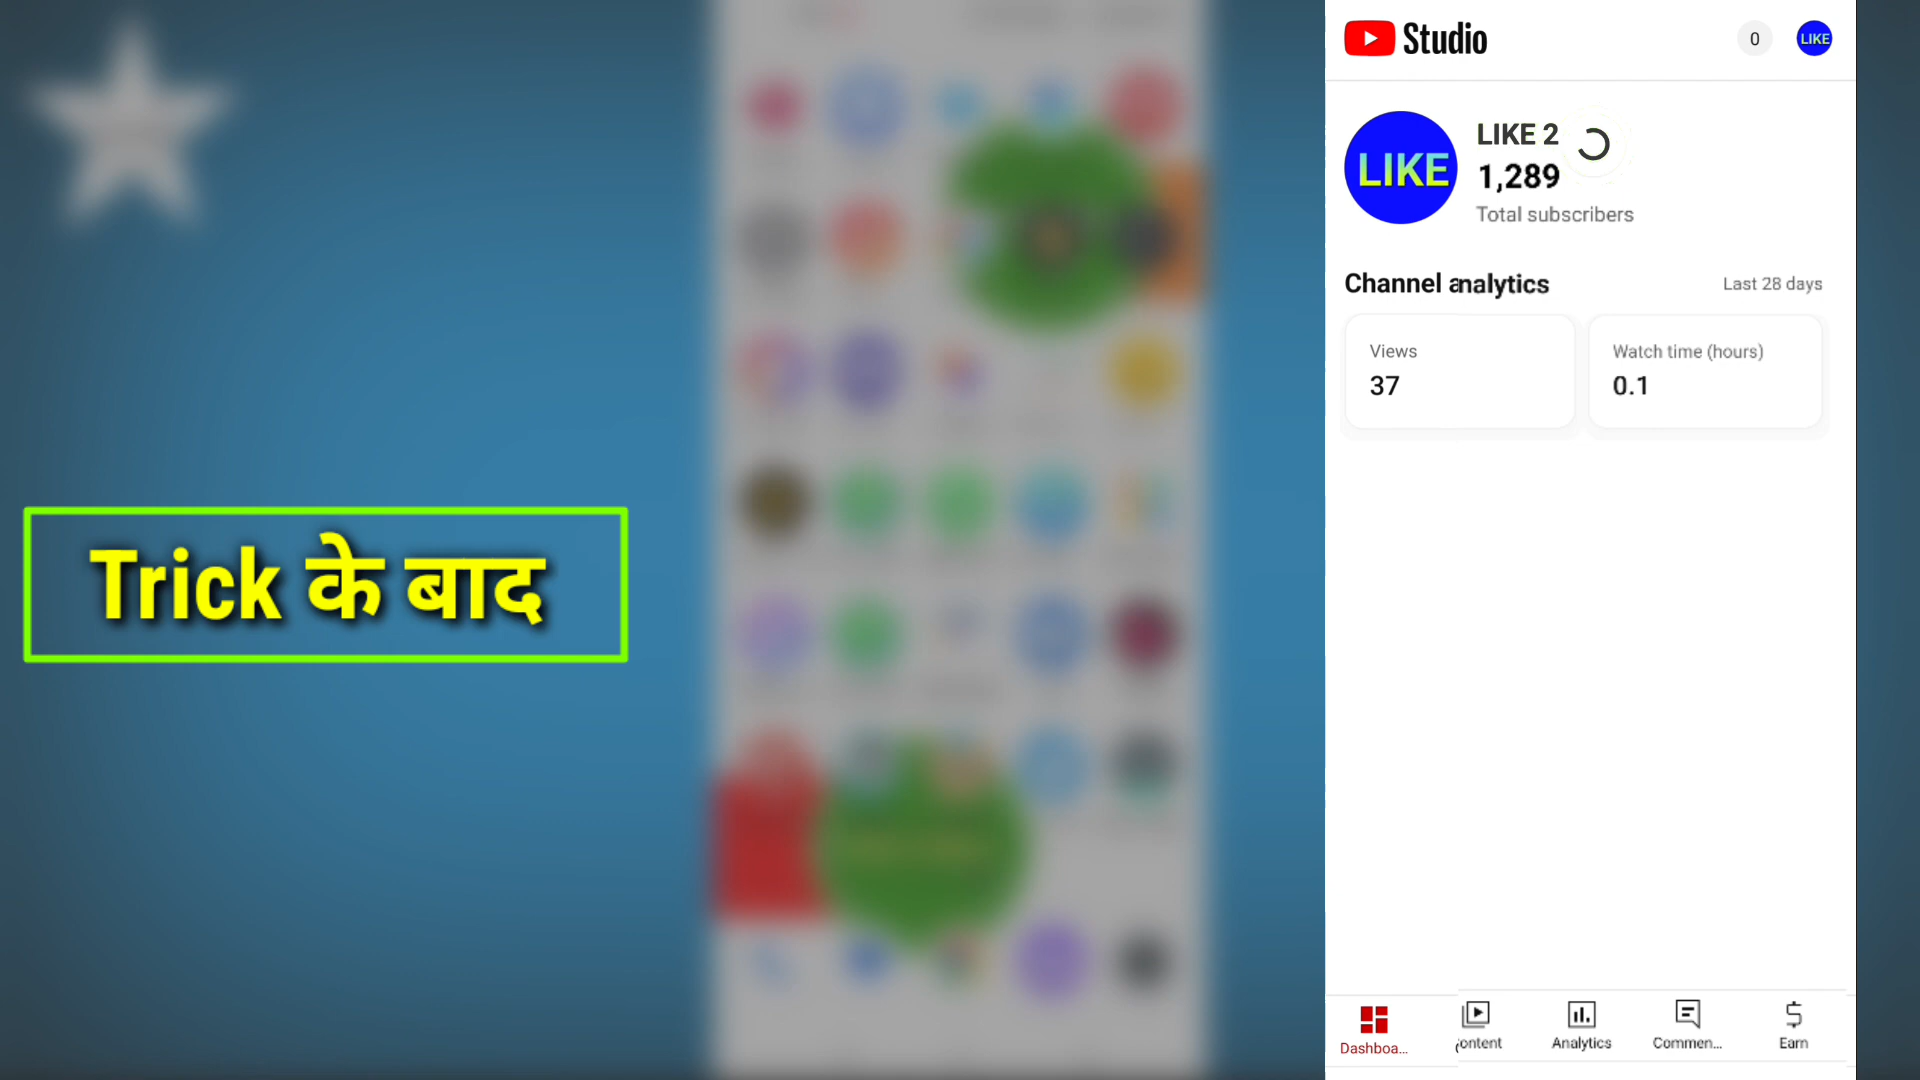 Trick के बाद
Studio
0
LIKE
LIKE
LIKE 2
1,289
Total subscribers
Channel analytics
Last 28 days
Views
37
Watch time (hours)
0.1
Dashboa...
Content
Analytics
Commen...
Earn